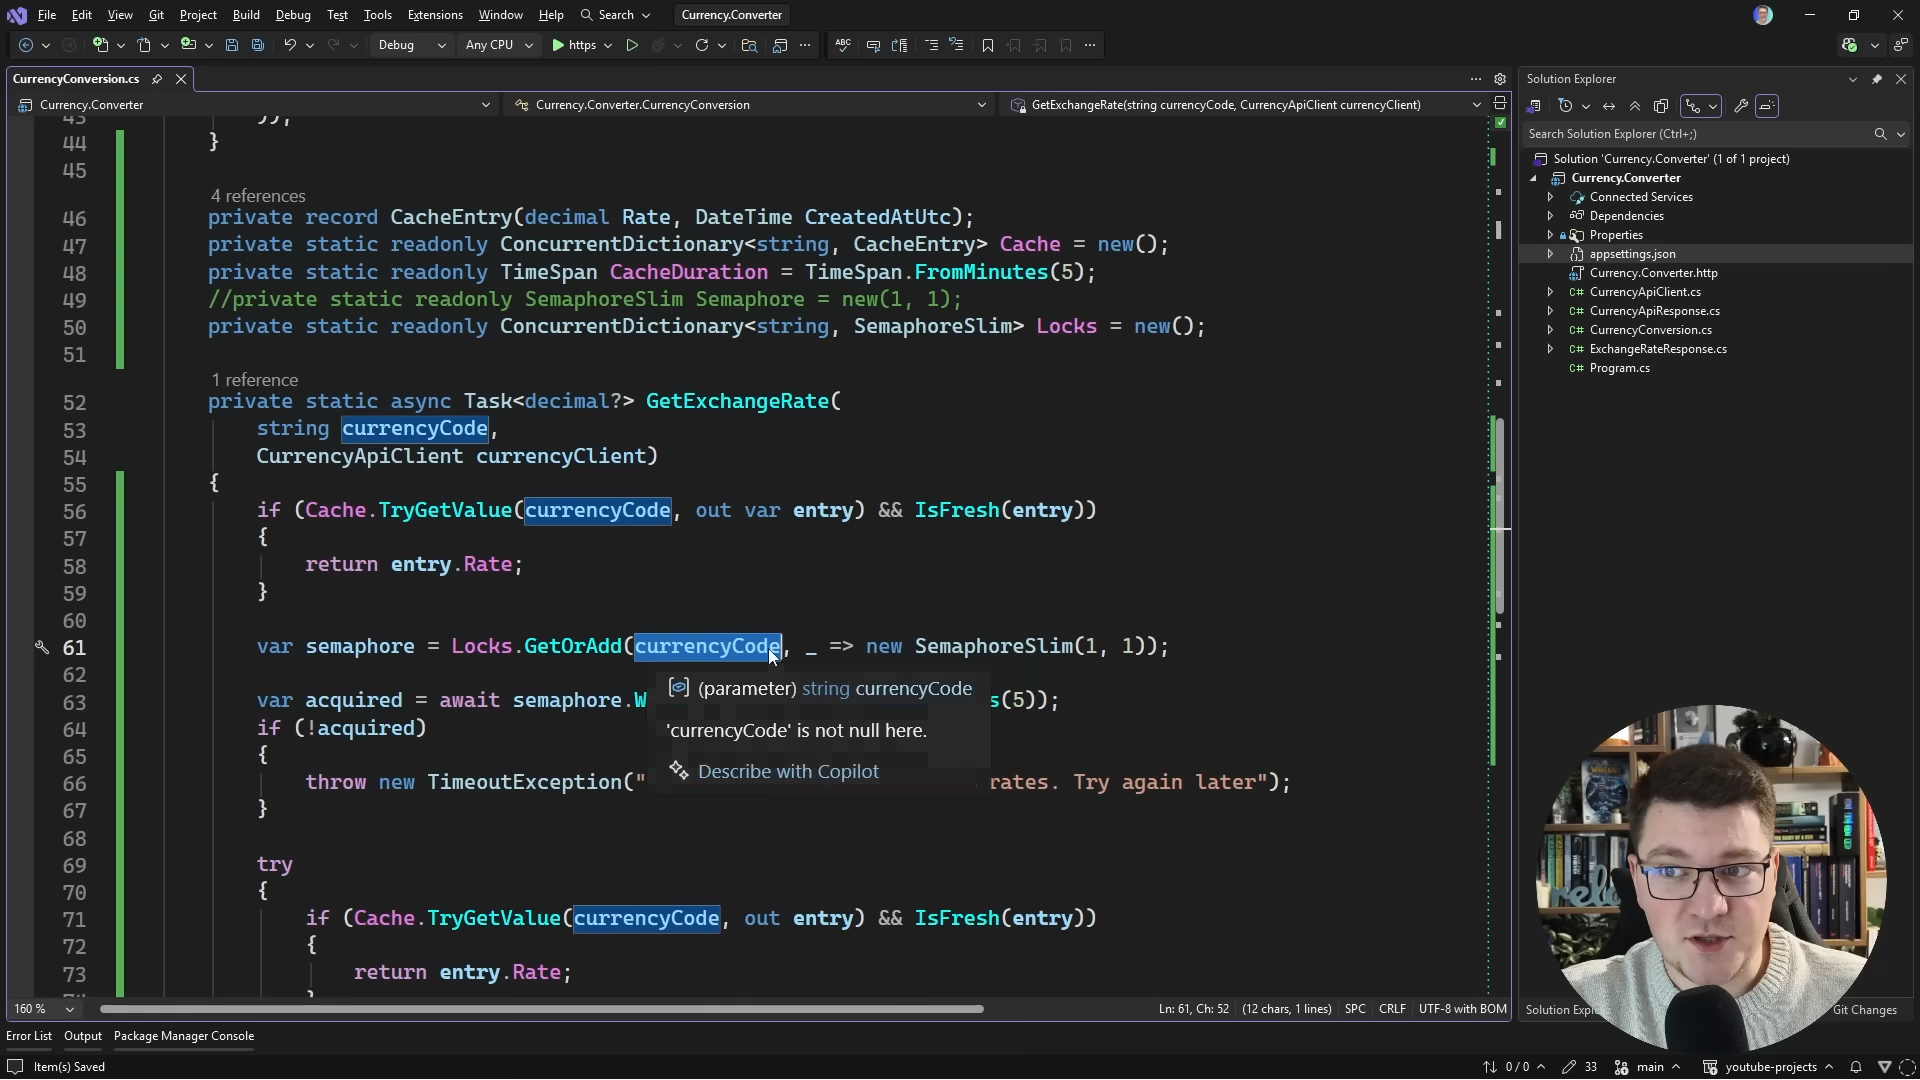 File Edit View Git Project Build Debug Test Tools Extensions Window Help Search Currency.Converter
Debug Any CPU https
CurrencyConversion.cs
Currency.Converter Currency.Converter.CurrencyConversion GetExchangeRate(string currencyCode, CurrencyApiClient currencyClient)
43 });
44 }
45
4 references
46 private record CacheEntry(decimal Rate, DateTime CreatedAtUtc);
47 private static readonly ConcurrentDictionary<string, CacheEntry> Cache = new();
48 private static readonly TimeSpan CacheDuration = TimeSpan.FromMinutes(5);
49 //private static readonly SemaphoreSlim Semaphore = new(1, 1);
50 private static readonly ConcurrentDictionary<string, SemaphoreSlim> Locks = new();
51
1 reference
52 private static async Task<decimal?> GetExchangeRate(
53 string currencyCode,
54 CurrencyApiClient currencyClient)
55 {
56 if (Cache.TryGetValue(currencyCode, out var entry) && IsFresh(entry))
57 {
58 return entry.Rate;
59 }
60
61 var semaphore = Locks.GetOrAdd(currencyCode, _ => new SemaphoreSlim(1, 1));
62
(parameter) string currencyCode
63 var acquired = await semaphore.W s(5));
64 if (!acquired)
'currencyCode' is not null here.
65 {
Describe with Copilot
66 throw new TimeoutException(" rates. Try again later");
67 }
68
69 try
70 {
71 if (Cache.TryGetValue(currencyCode, out entry) && IsFresh(entry))
72 {
73 return entry.Rate;
160 % Ln: 61, Ch: 52 (12 chars, 1 lines) SPC CRLF UTF-8 with BOM
Solution Explorer
Search Solution Explorer (Ctrl+;)
Solution 'Currency.Converter' (1 of 1 project)
Currency.Converter
Connected Services
Dependencies
Properties
appsettings.json
Currency.Converter.http
C# CurrencyApiClient.cs
C# CurrencyApiResponse.cs
C# CurrencyConversion.cs
C# ExchangeRateResponse.cs
C# Program.cs
Solution Git Changes
Error List Output Package Manager Console
Item(s) Saved 0 / 0 33 main youtube-projects